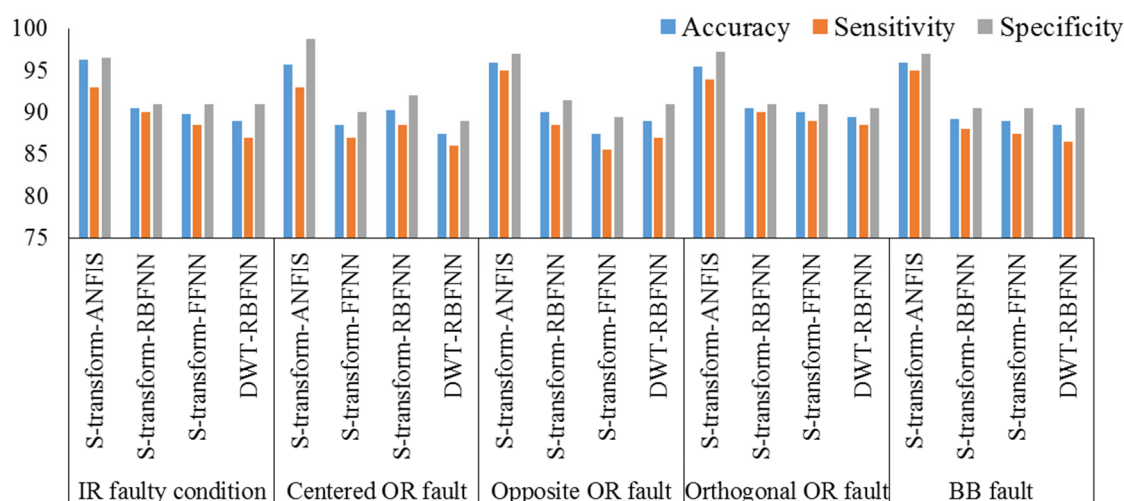 100
95
90
85
80
75
Accuracy Sensitivity Specificity
S-transform-ANFIS
S-transform-RBFNN
S-transform-FFNN
DWT-RBFNN
S-transform-ANFIS
S-transform-FFNN
S-transform-RBFNN
DWT-RBFNN
S-transform-ANFIS
S-transform-RBFNN
S-transform-FFNN
DWT-RBFNN
S-transform-ANFIS
S-transform-RBFNN
S-transform-FFNN
DWT-RBFNN
S-transform-ANFIS
S-transform-RBFNN
S-transform-FFNN
DWT-RBFNN
IR faulty condition
Centered OR fault
Opposite OR fault
Orthogonal OR fault
BB fault